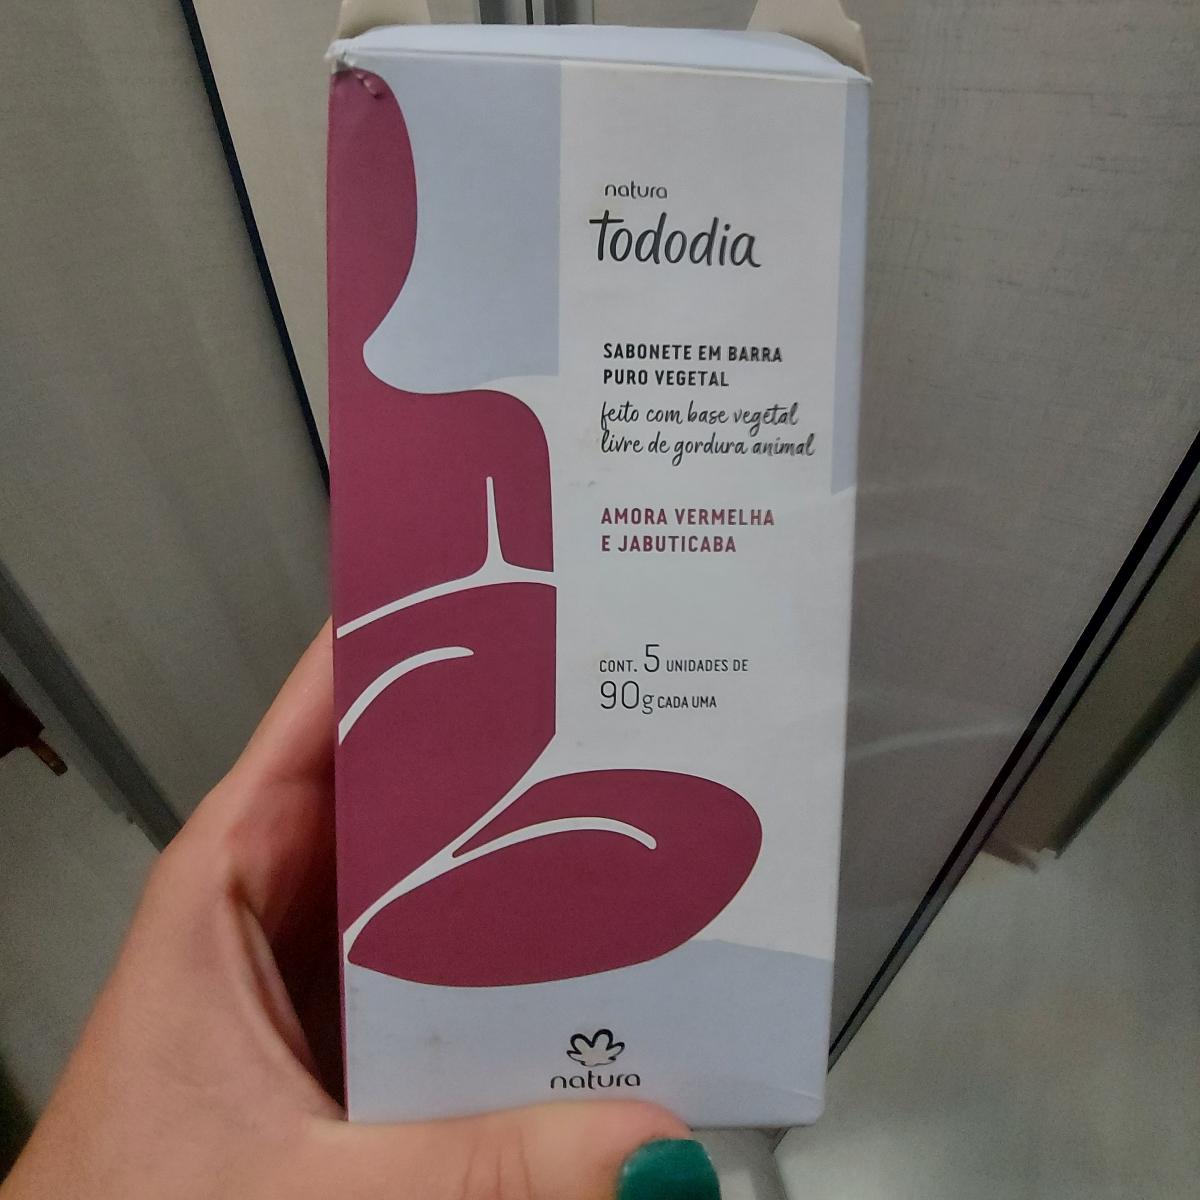 natura
Tododia
SABONETE EM BARRA
PURO VEGETAL
feito com base vegetal
livre de gordura animal
AMORA VERMELHA
E JABUTICABA
CONT. 5 UNIDADES DE
90g CADA UMA
natura